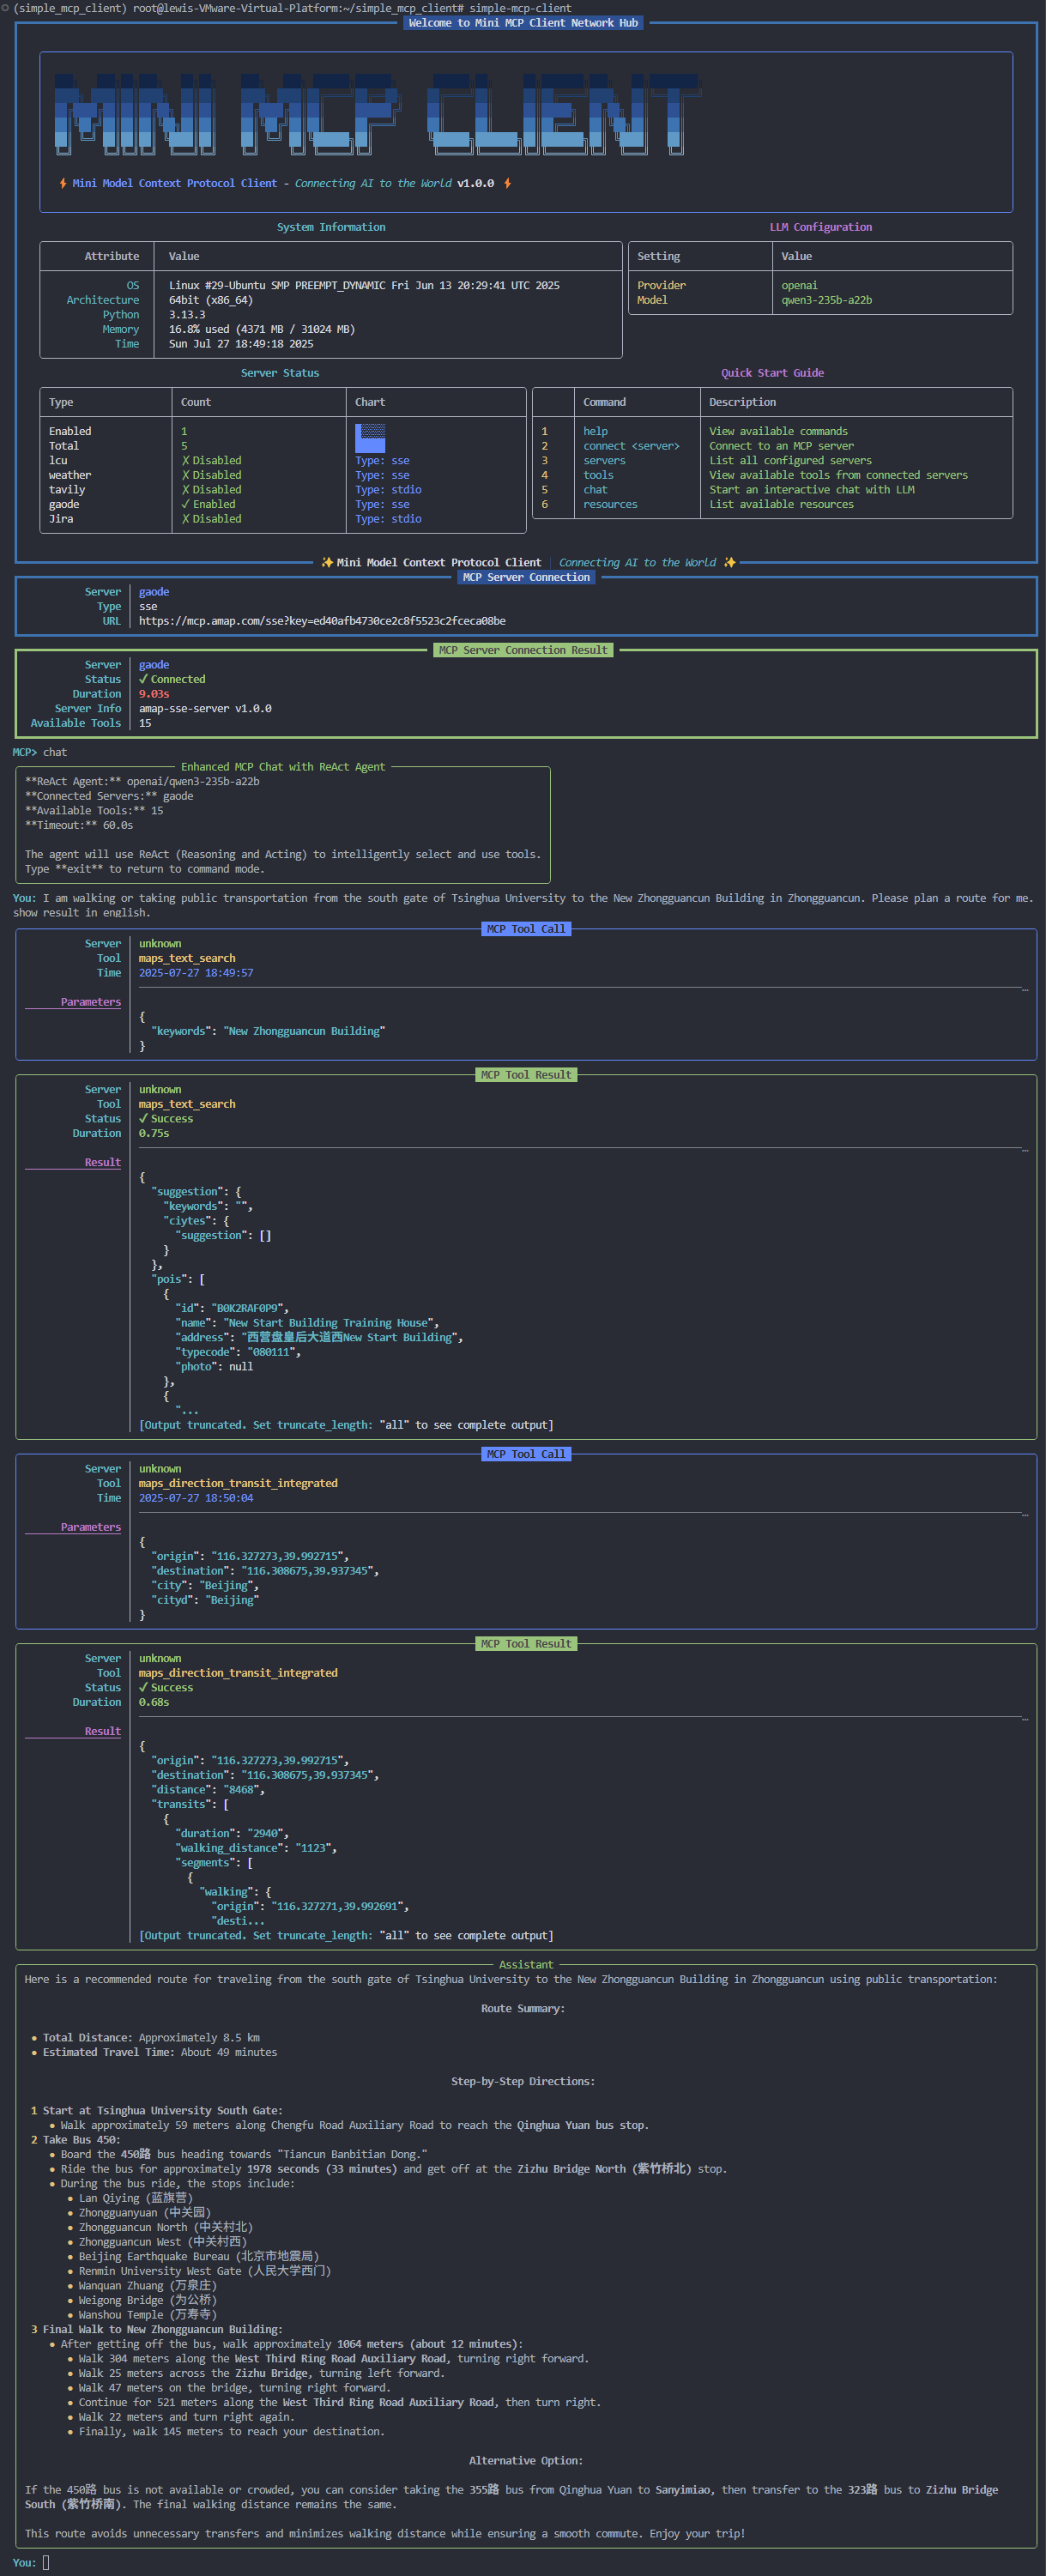 (simple_mcp_client) root@lewis-VMware-Virtual-Platform:~/simple_mcp_client# simple-mcp-client
Welcome to Mini MCP Client Network Hub
MINI MCP CLIENT
⚡ Mini Model Context Protocol Client - Connecting AI to the World v1.0.0 ⚡
System Information
Attribute Value
OS Linux #29-Ubuntu SMP PREEMPT_DYNAMIC Fri Jun 13 20:29:41 UTC 2025
Architecture 64bit (x86_64)
Python 3.13.3
Memory 16.8% used (4371 MB / 31024 MB)
Time Sun Jul 27 18:49:18 2025
LLM Configuration
Setting Value
Provider openai
Model qwen3-235b-a22b
Server Status
Type Count Chart
Enabled 1
Total 5
lcu ✗ Disabled Type: sse
weather ✗ Disabled Type: sse
tavily ✗ Disabled Type: stdio
gaode ✓ Enabled Type: sse
Jira ✗ Disabled Type: stdio
Quick Start Guide
Command Description
1 help View available commands
2 connect <server> Connect to an MCP server
3 servers List all configured servers
4 tools View available tools from connected servers
5 chat Start an interactive chat with LLM
6 resources List available resources
✨ Mini Model Context Protocol Client | Connecting AI to the World ✨
MCP Server Connection
Server gaode
Type sse
URL https://mcp.amap.com/sse?key=ed40afb4730ce2c8f5523c2fceca08be
MCP Server Connection Result
Server gaode
Status ✓ Connected
Duration 9.03s
Server Info amap-sse-server v1.0.0
Available Tools 15
MCP> chat
Enhanced MCP Chat with ReAct Agent
**ReAct Agent:** openai/qwen3-235b-a22b
**Connected Servers:** gaode
**Available Tools:** 15
**Timeout:** 60.0s
The agent will use ReAct (Reasoning and Acting) to intelligently select and use tools.
Type **exit** to return to command mode.
You: I am walking or taking public transportation from the south gate of Tsinghua University to the New Zhongguancun Building in Zhongguancun. Please plan a route for me.
show result in english.
MCP Tool Call
Server unknown
Tool maps_text_search
Time 2025-07-27 18:49:57
…
Parameters
{
"keywords": "New Zhongguancun Building"
}
MCP Tool Result
Server unknown
Tool maps_text_search
Status ✓ Success
Duration 0.75s
…
Result
{
"suggestion": {
"keywords": "",
"ciytes": {
"suggestion": []
}
},
"pois": [
{
"id": "B0K2RAF0P9",
"name": "New Start Building Training House",
"address": "西营盘皇后大道西New Start Building",
"typecode": "080111",
"photo": null
},
{
"...
[Output truncated. Set truncate_length: "all" to see complete output]
MCP Tool Call
Server unknown
Tool maps_direction_transit_integrated
Time 2025-07-27 18:50:04
…
Parameters
{
"origin": "116.327273,39.992715",
"destination": "116.308675,39.937345",
"city": "Beijing",
"cityd": "Beijing"
}
MCP Tool Result
Server unknown
Tool maps_direction_transit_integrated
Status ✓ Success
Duration 0.68s
…
Result
{
"origin": "116.327273,39.992715",
"destination": "116.308675,39.937345",
"distance": "8468",
"transits": [
{
"duration": "2940",
"walking_distance": "1123",
"segments": [
{
"walking": {
"origin": "116.327271,39.992691",
"desti...
[Output truncated. Set truncate_length: "all" to see complete output]
Assistant
Here is a recommended route for traveling from the south gate of Tsinghua University to the New Zhongguancun Building in Zhongguancun using public transportation:
Route Summary:
• Total Distance: Approximately 8.5 km
• Estimated Travel Time: About 49 minutes
Step-by-Step Directions:
1 Start at Tsinghua University South Gate:
• Walk approximately 59 meters along Chengfu Road Auxiliary Road to reach the Qinghua Yuan bus stop.
2 Take Bus 450:
• Board the 450路 bus heading towards "Tiancun Banbitian Dong."
• Ride the bus for approximately 1978 seconds (33 minutes) and get off at the Zizhu Bridge North (紫竹桥北) stop.
• During the bus ride, the stops include:
• Lan Qiying (蓝旗营)
• Zhongguanyuan (中关园)
• Zhongguancun North (中关村北)
• Zhongguancun West (中关村西)
• Beijing Earthquake Bureau (北京市地震局)
• Renmin University West Gate (人民大学西门)
• Wanquan Zhuang (万泉庄)
• Weigong Bridge (为公桥)
• Wanshou Temple (万寿寺)
3 Final Walk to New Zhongguancun Building:
• After getting off the bus, walk approximately 1064 meters (about 12 minutes):
• Walk 304 meters along the West Third Ring Road Auxiliary Road, turning right forward.
• Walk 25 meters across the Zizhu Bridge, turning left forward.
• Walk 47 meters on the bridge, turning right forward.
• Continue for 521 meters along the West Third Ring Road Auxiliary Road, then turn right.
• Walk 22 meters and turn right again.
• Finally, walk 145 meters to reach your destination.
Alternative Option:
If the 450路 bus is not available or crowded, you can consider taking the 355路 bus from Qinghua Yuan to Sanyimiao, then transfer to the 323路 bus to Zizhu Bridge
South (紫竹桥南). The final walking distance remains the same.
This route avoids unnecessary transfers and minimizes walking distance while ensuring a smooth commute. Enjoy your trip!
You: